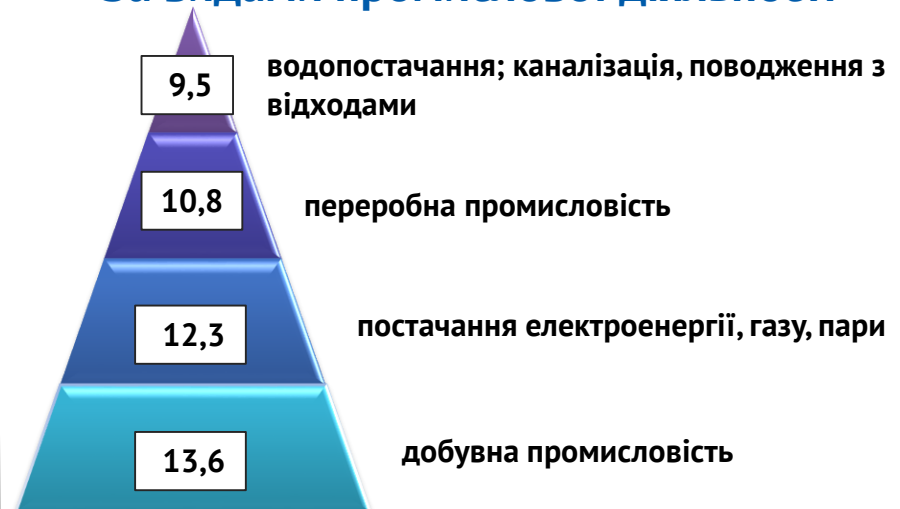 9,5
водопостачання; каналізація, поводження з
відходами
10,8
переробна промисловість
12,3
постачання електроенергії, газу, пари
13,6
добувна промисловість